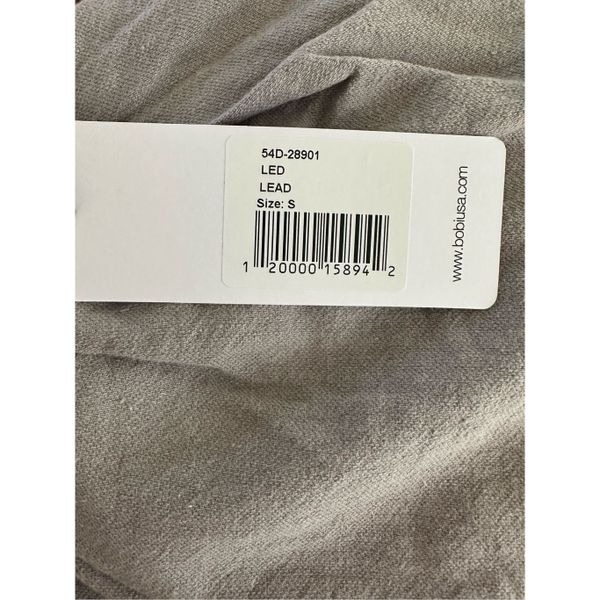 54D-28901
LED
LEAD
Size: S
1 20000 15894 2
www.bobiusa.com